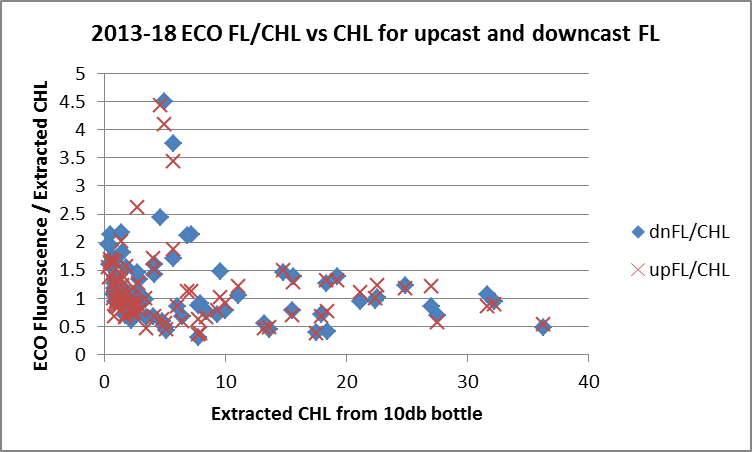 2013-18 ECO FL/CHL vs CHL for upcast and downcast FL
ECO Fluorescence / Extracted CHL
5
4.5
4
3.5
3
2.5
2
1.5
1
0.5
0
0 10 20 30 40
Extracted CHL from 10db bottle
dnFL/CHL
upFL/CHL